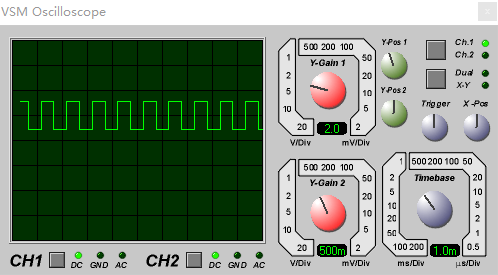 VSM Oscilloscope
500 200 100
1
2
5
10
20
50
20
10
5
2
Y-Gain 1
2.0
V/Div
mV/Div
Y-Pos 1
Y-Pos 2
Ch.1
Ch.2
Dual
X-Y
Trigger
X -Pos
500 200 100
1
2
5
10
20
50
20
10
5
2
Y-Gain 2
500m
V/Div
mV/Div
1
500 200 100
50
2
5
10
20
50
100 200
20
10
5
2
1
0.5
Timebase
1.0m
ms/Div
µs/Div
CH1
DC
GND
AC
CH2
DC
GND
AC